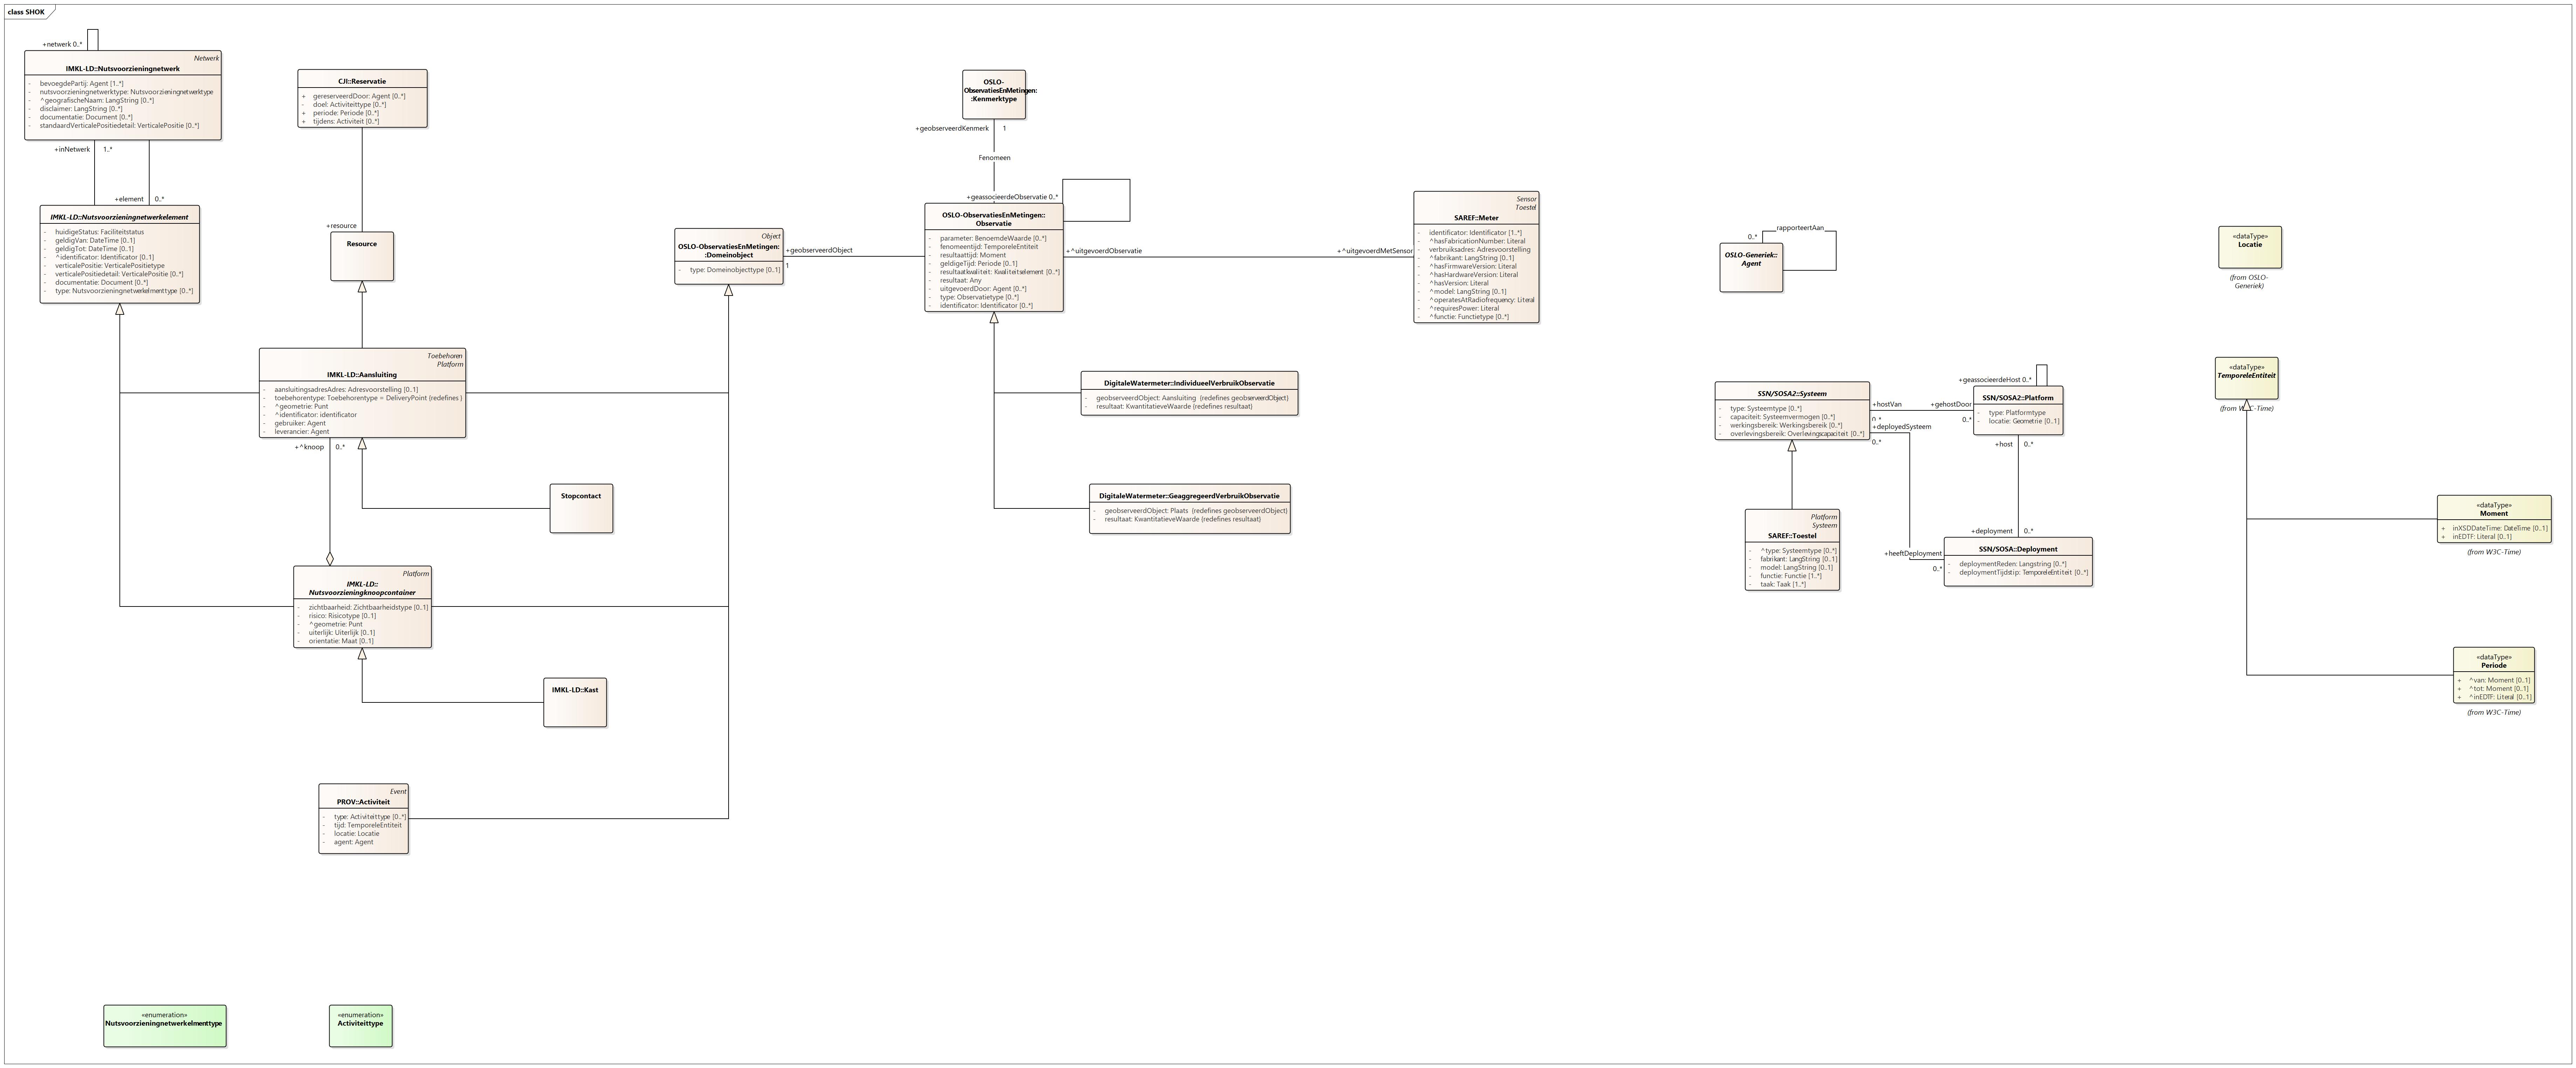 class SHOK
+netwerk 0..*
Netwerk
IMKL-LD::Nutsvoorzieningnetwerk
- bevoegdePartij: Agent [1..*]
- nutsvoorzieningnetwerktype: Nutsvoorzieningnetwerktype
- ^geografischeNaam: LangString [0..*]
- disclaimer: LangString [0..*]
- documentatie: Document [0..*]
- standaardVerticalePositiedetail: VerticalePositie [0..*]
+inNetwerk 1..*
+element 0..*
IMKL-LD::Nutsvoorzieningnetwerkelement
- huidigeStatus: Faciliteitstatus
- geldigVan: DateTime [0..1]
- geldigTot: DateTime [0..1]
- ^identificator: Identificator [0..1]
- verticalePositie: VerticalePositietype
- verticalePositiedetail: VerticalePositie [0..*]
- documentatie: Document [0..*]
- type: Nutsvoorzieningnetwerkelmenttype [0..*]
CJI::Reservatie
+ gereserveerdDoor: Agent [0..*]
- doel: Activiteittype [0..*]
+ periode: Periode [0..*]
+ tijdens: Activiteit [0..*]
+resource
Resource
Toebehoren
Platform
IMKL-LD::Aansluiting
- aansluitingsadresAdres: Adresvoorstelling [0..1]
- toebehorentype: Toebehorentype = DeliveryPoint {redefines }
- ^geometrie: Punt
- ^identificator: identificator
- gebruiker: Agent
- leverancier: Agent
+^knoop 0..*
Stopcontact
Platform
IMKL-LD::
Nutsvoorzieningknoopcontainer
- zichtbaarheid: Zichtbaarheidstype [0..1]
- risico: Risicotype [0..1]
- ^geometrie: Punt
- uiterlijk: Uiterlijk [0..1]
- orientatie: Maat [0..1]
IMKL-LD::Kast
Event
PROV::Activiteit
- type: Activiteittype [0..*]
- tijd: TemporeleEntiteit
- locatie: Locatie
- agent: Agent
«enumeration»
Nutsvoorzieningnetwerkelmenttype
«enumeration»
Activiteittype
Object
OSLO-ObservatiesEnMetingen:
:Domeinobject
- type: Domeinobjecttype [0..1]
+geobserveerdObject
1
OSLO-
ObservatiesEnMetingen:
:Kenmerktype
+geobserveerdKenmerk 1
Fenomeen
+geassocieerdeObservatie 0..*
OSLO-ObservatiesEnMetingen::
Observatie
- parameter: BenoemdeWaarde [0..*]
- fenomeentijd: TemporeleEntiteit
- resultaattijd: Moment
- geldigeTijd: Periode [0..1]
- resultaatkwaliteit: Kwaliteitselement [0..*]
- resultaat: Any
- uitgevoerdDoor: Agent [0..*]
- type: Observatietype [0..*]
- identificator: Identificator [0..*]
+^uitgevoerdObservatie
+^uitgevoerdMetSensor
DigitaleWatermeter::IndividueelVerbruikObservatie
- geobserveerdObject: Aansluiting {redefines geobserveerdObject}
- resultaat: KwantitatieveWaarde {redefines resultaat}
DigitaleWatermeter::GeaggregeerdVerbruikObservatie
- geobserveerdObject: Plaats {redefines geobserveerdObject}
- resultaat: KwantitatieveWaarde {redefines resultaat}
Sensor
Toestel
SAREF::Meter
- identificator: Identificator [1..*]
- ^hasFabricationNumber: Literal
- verbruiksadres: Adresvoorstelling
- ^fabrikant: LangString [0..1]
- ^hasFirmwareVersion: Literal
- ^hasHardwareVersion: Literal
- ^hasVersion: Literal
- ^model: LangString [0..1]
- ^operatesAtRadiofrequency: Literal
- ^requiresPower: Literal
- ^functie: Functietype [0..*]
0..*
rapporteertAan
OSLO-Generiek::
Agent
SSN/SOSA2::Systeem
- type: Systeemtype [0..*]
- capaciteit: Systeemvermogen [0..*]
- werkingsbereik: Werkingsbereik [0..*]
- overlevingsbereik: Overlevingscapaciteit [0..*]
+hostVan
0..*
+gehostDoor
0..*
+deployedSysteem
0..*
+geassocieerdeHost 0..*
SSN/SOSA2::Platform
- type: Platformtype
- locatie: Geometrie [0..1]
+host 0..*
+deployment 0..*
+heeftDeployment
0..*
SSN/SOSA::Deployment
- deploymentReden: Langstring [0..*]
- deploymentTijdstip: TemporeleEntiteit [0..*]
Platform
Systeem
SAREF::Toestel
- ^type: Systeemtype [0..*]
- fabrikant: LangString [0..1]
- model: LangString [0..1]
- functie: Functie [1..*]
- taak: Taak [1..*]
«dataType»
Locatie
(from OSLO-
Generiek)
«dataType»
TemporeleEntiteit
(from W3C-Time)
«dataType»
Moment
+ inXSDDateTime: DateTime [0..1]
+ inEDTF: Literal [0..1]
(from W3C-Time)
«dataType»
Periode
+ ^van: Moment [0..1]
+ ^tot: Moment [0..1]
+ ^inEDTF: Literal [0..1]
(from W3C-Time)